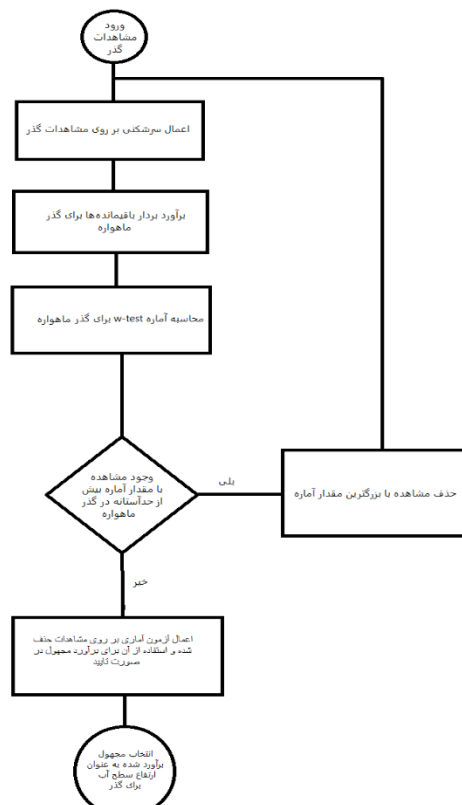 ورود
مشاهدات
گذر
اعمال سرشکنی بر روی مشاهدات گذر
برآورد بردار باقیمانده‌ها برای گذر
ماهواره
محاسبه آماره w-test برای گذر ماهواره
وجود مشاهده
با مقدار آماره بیش
از حدآستانه در گذر
ماهواره
بلی
حذف مشاهده با بزرگترین مقدار آماره
خیر
اعمال آزمون آماری بر روی مشاهدات حذف
شده و استفاده از آن برای برآورد مجهول در
صورت تایید
انتخاب مجهول
برآورد شده به عنوان
ارتفاع سطح آب
برای گذر